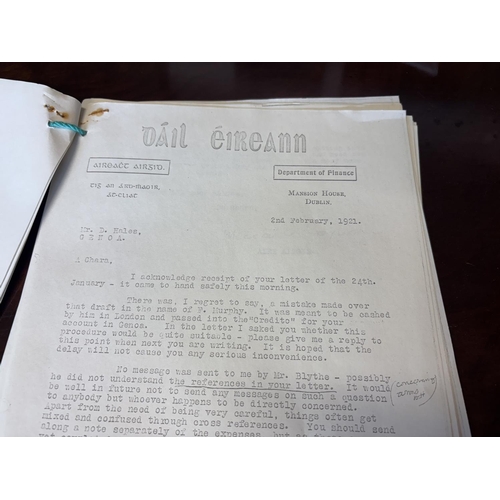 Dáil Éireann
AIREACT AIRGID.
Department of Finance
TIG AN ÁRD-MAOIR,
ÁT-CLIAT
MANSION HOUSE,
DUBLIN.
2nd February, 1921.
Mr. D. Hales,
GENOA.
A Chara,
I acknowledge receipt of your letter of the 24th.
January - it came to hand safely this morning.
There was, I regret to say, a mistake made over
that draft in the name of F. Murphy. It was meant to be cashed
by him in London and passed into the "Credito" for your
account in Genoa. In the letter I asked you whether this
procedure would be quite suitable - please give me a reply to
this point when next you are writing. It is hoped that the
delay will not cause you any serious inconvenience.
No message was sent to me by Mr. Blythe - possibly
he did not understand the references in your letter. It would
be well in future not to send any messages on such a question
to anybody but whoever happens to be directly concerned.
Apart from the need of being very careful, things often get
mixed and confused through cross references. You should send
along a note separately of the expenses, but